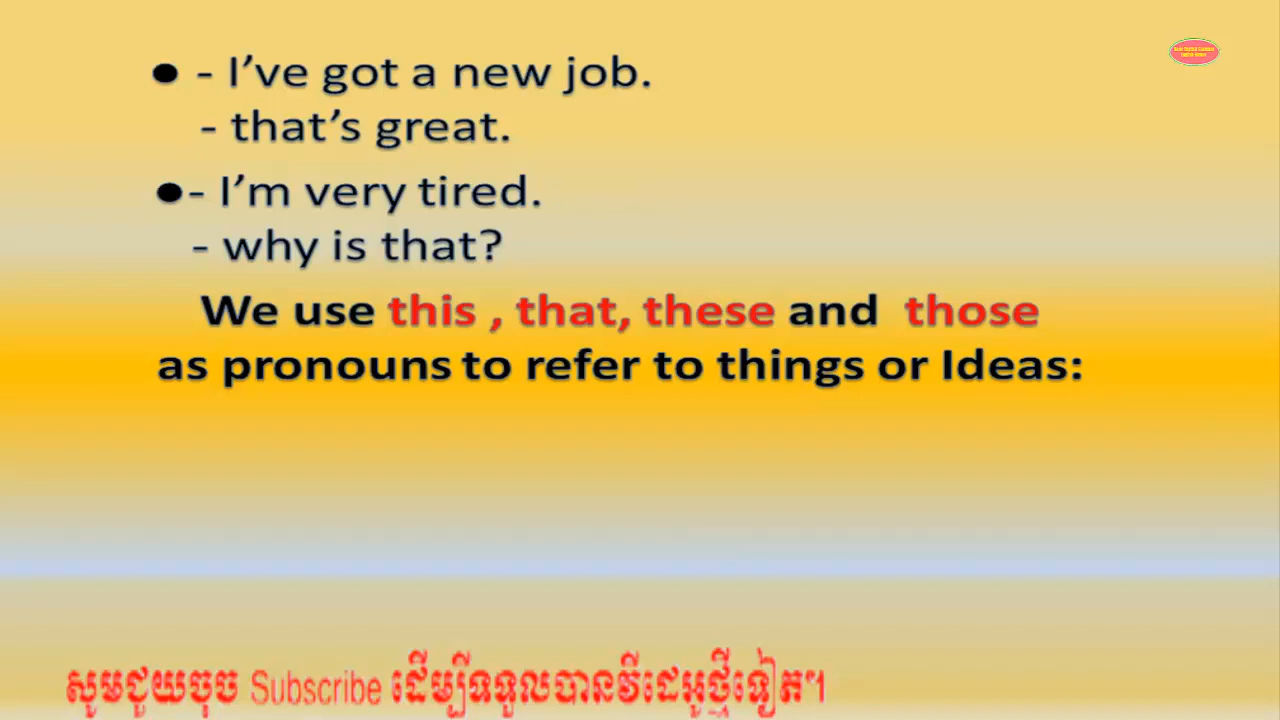 ● - I've got a new job.
- that's great.
●- I'm very tired.
- why is that?
We use this , that, these and those
as pronouns to refer to things or Ideas:
សូមជួយចុច Subscribe ដើម្បីទទួលបានវីដេអូថ្មីទៀត។